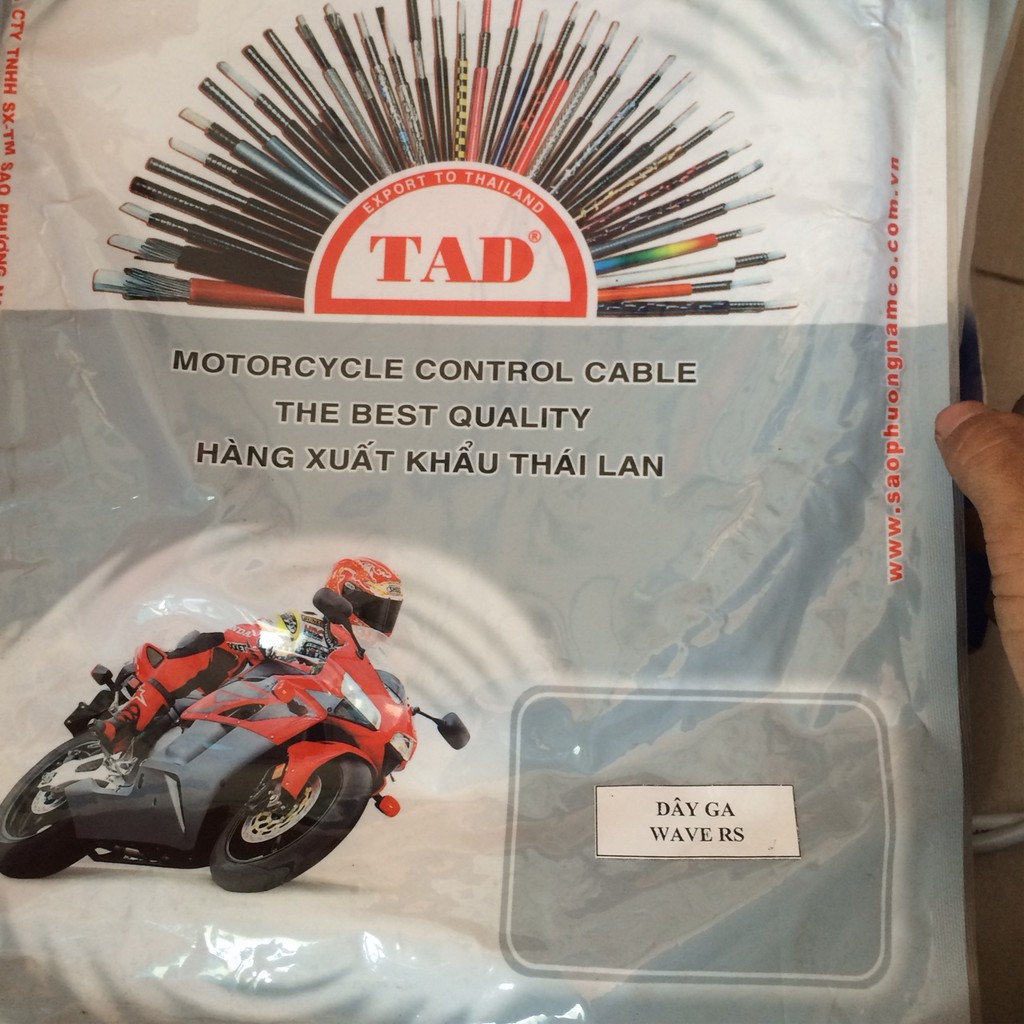 CTY TNHH SX-TM SAO PHƯƠNG
EXPORT TO THAILAND
TAD®
MOTORCYCLE CONTROL CABLE
THE BEST QUALITY
HÀNG XUẤT KHẨU THÁI LAN
www.saophuongnamco.com.vn
DÂY GA
WAVE RS